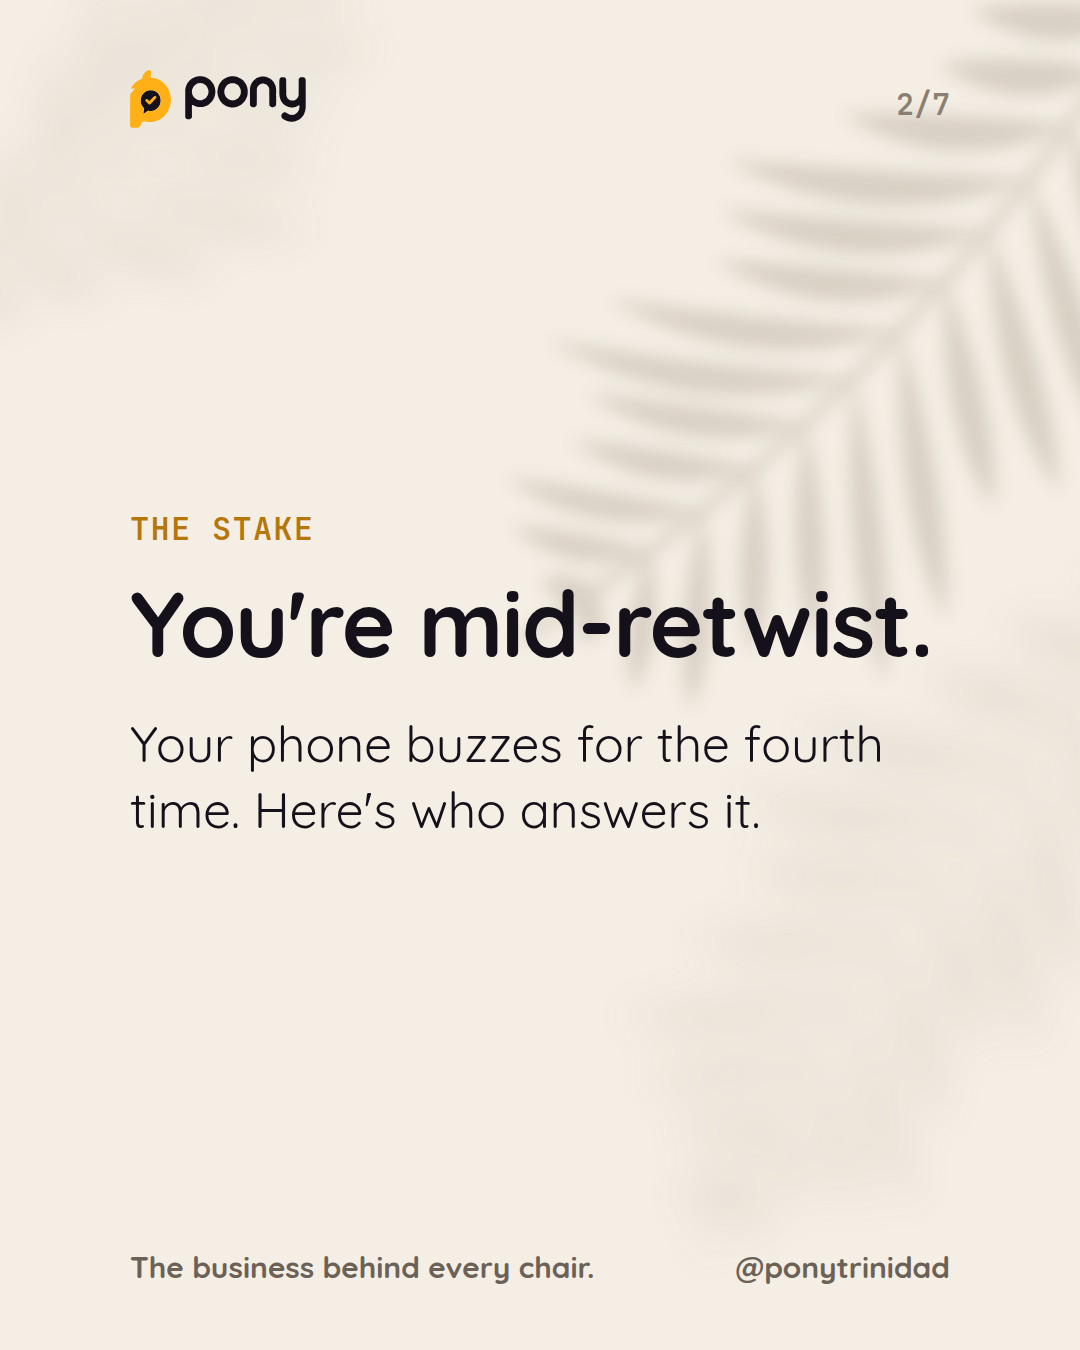 pony
2/7
THE STAKE
You're mid-retwist.
Your phone buzzes for the fourth
time. Here's who answers it.
The business behind every chair.
@ponytrinidad